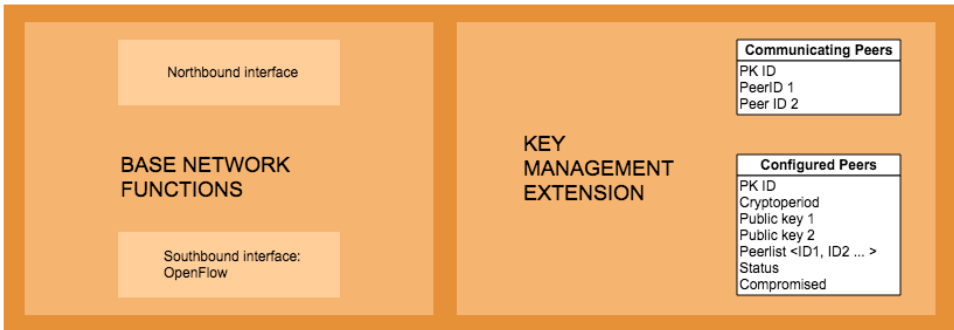 Northbound interface
BASE NETWORK
FUNCTIONS
Southbound interface:
OpenFlow
KEY
MANAGEMENT
EXTENSION
Communicating Peers
PK ID
PeerID 1
Peer ID 2
Configured Peers
PK ID
Cryptoperiod
Public key 1
Public key 2
Peerlist <ID1, ID2 ... >
Status
Compromised